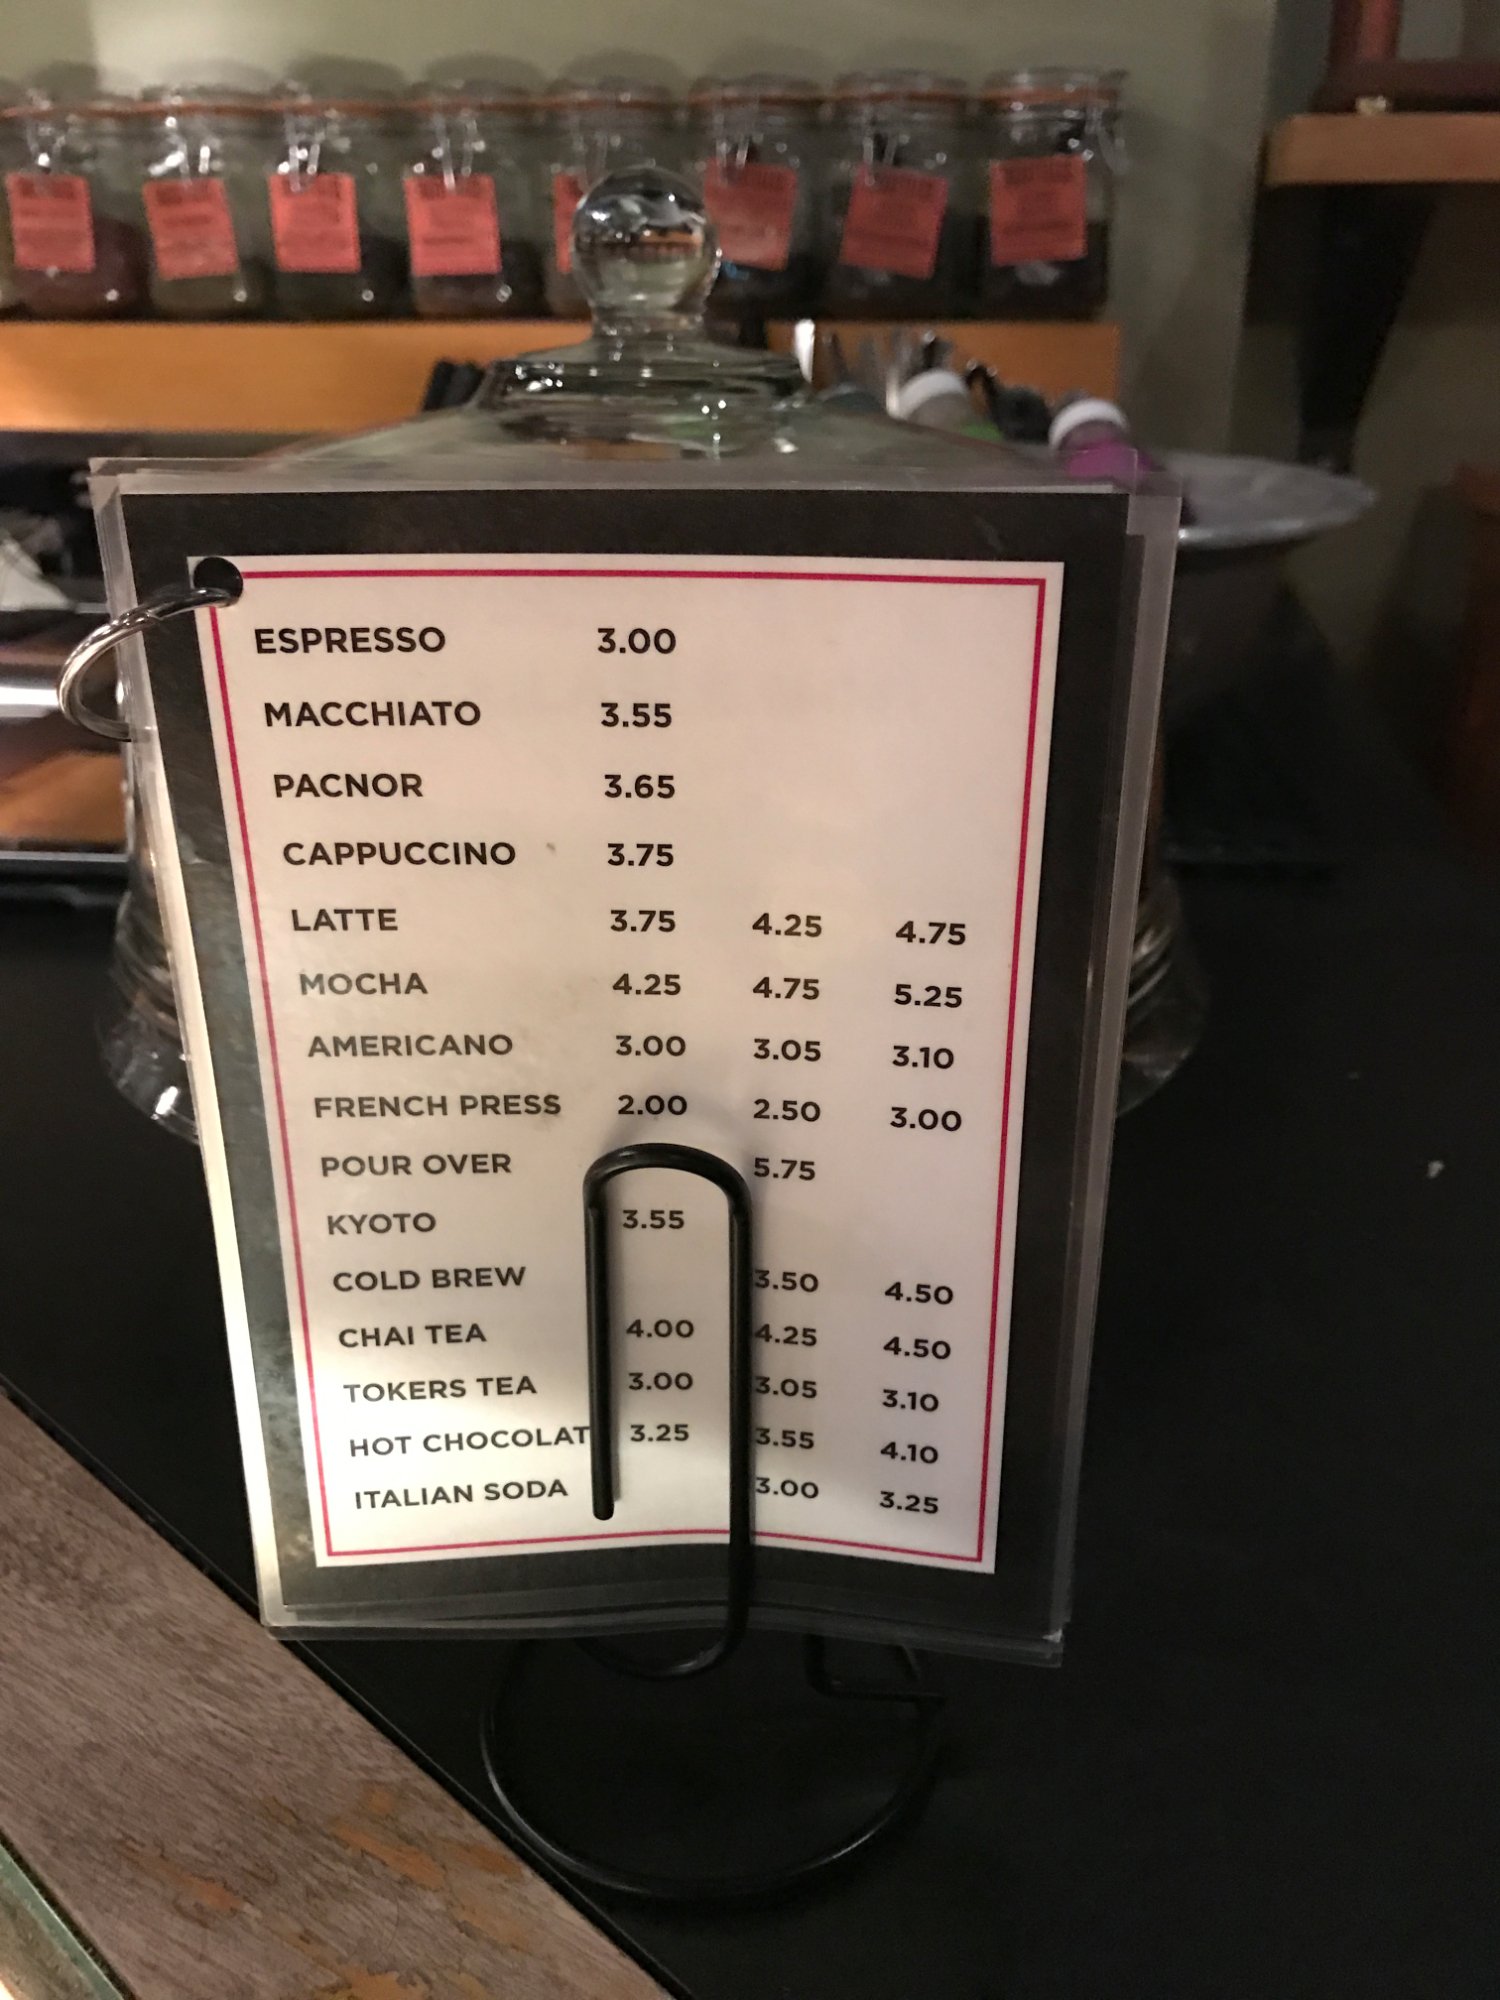 ESPRESSO 3.00
MACCHIATO 3.55
PACNOR 3.65
CAPPUCCINO 3.75
LATTE 3.75 4.25 4.75
MOCHA 4.25 4.75 5.25
AMERICANO 3.00 3.05 3.10
FRENCH PRESS 2.00 2.50 3.00
POUR OVER 5.75
KYOTO 3.55
COLD BREW 3.50 4.50
CHAI TEA 4.00 4.25 4.50
TOKERS TEA 3.00 3.05 3.10
HOT CHOCOLAT 3.25 3.55 4.10
ITALIAN SODA 3.00 3.25